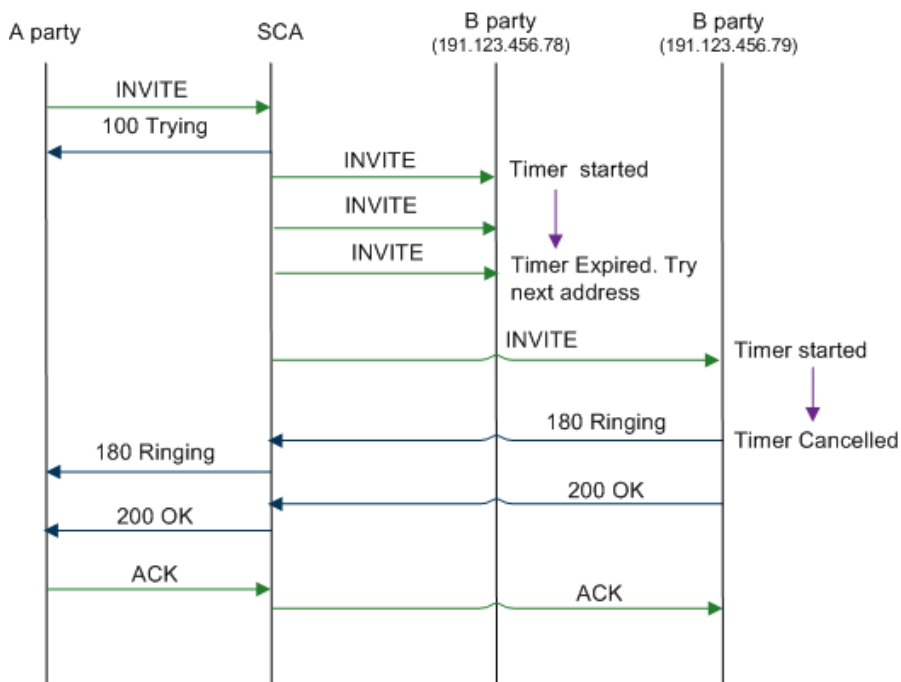 A party
SCA
B party
(191.123.456.78)
B party
(191.123.456.79)
INVITE
100 Trying
INVITE
Timer started
INVITE
INVITE
Timer Expired. Try
next address
INVITE
Timer started
180 Ringing
Timer Cancelled
180 Ringing
200 OK
200 OK
ACK
ACK